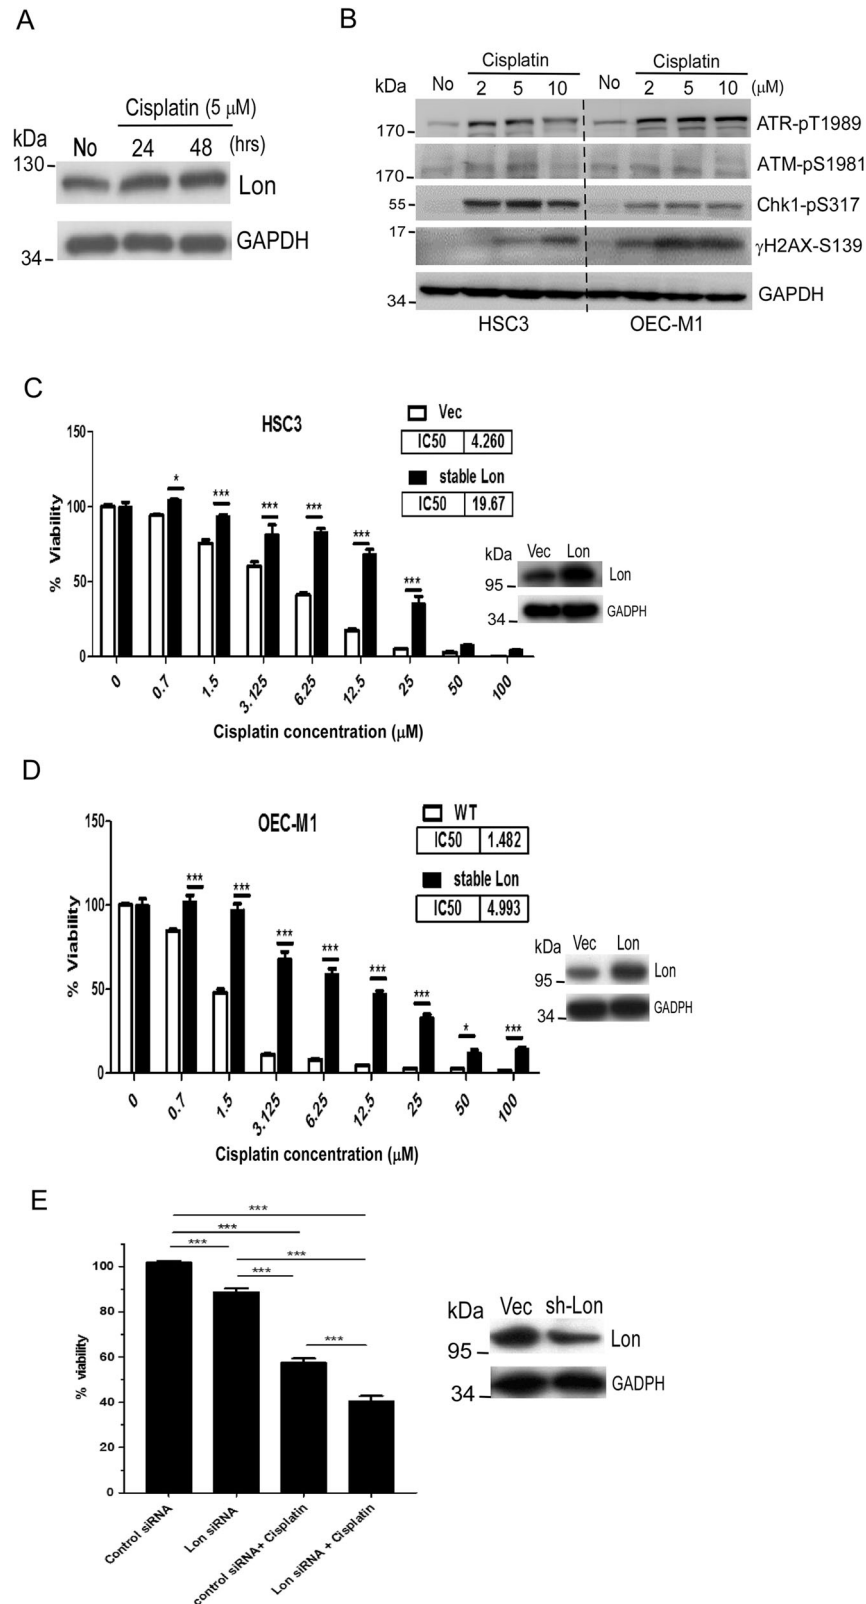 A
Cisplatin (5 μM)
kDa
No 24 48 (hrs)
130
Lon
GAPDH
34
B
Cisplatin Cisplatin
kDa No 2 5 10 No 2 5 10 (μM)
170 ATR-pT1989
170 ATM-pS1981
55 Chk1-pS317
17 γH2AX-S139
34 GAPDH
HSC3 OEC-M1
C
HSC3
Vec
IC50 4.260
stable Lon
IC50 19.67
% Viability
150
100
50
0
* *** *** *** *** ***
0 0.7 1.5 3.125 6.25 12.5 25 50 100
Cisplatin concentration (μM)
kDa Vec Lon
95 Lon
34 GADPH
D
OEC-M1
WT
IC50 1.482
stable Lon
IC50 4.993
% Viability
150
100
50
0
*** *** *** *** *** *** * ***
0 0.7 1.5 3.125 6.25 12.5 25 50 100
Cisplatin concentration (μM)
kDa Vec Lon
95 Lon
34 GADPH
E
***
***
*** ***
***
***
% viability
100
80
60
40
20
0
Control siRNA
Lon siRNA
control siRNA+ Cisplatin
Lon siRNA + Cisplatin
kDa Vec sh-Lon
95 Lon
34 GADPH